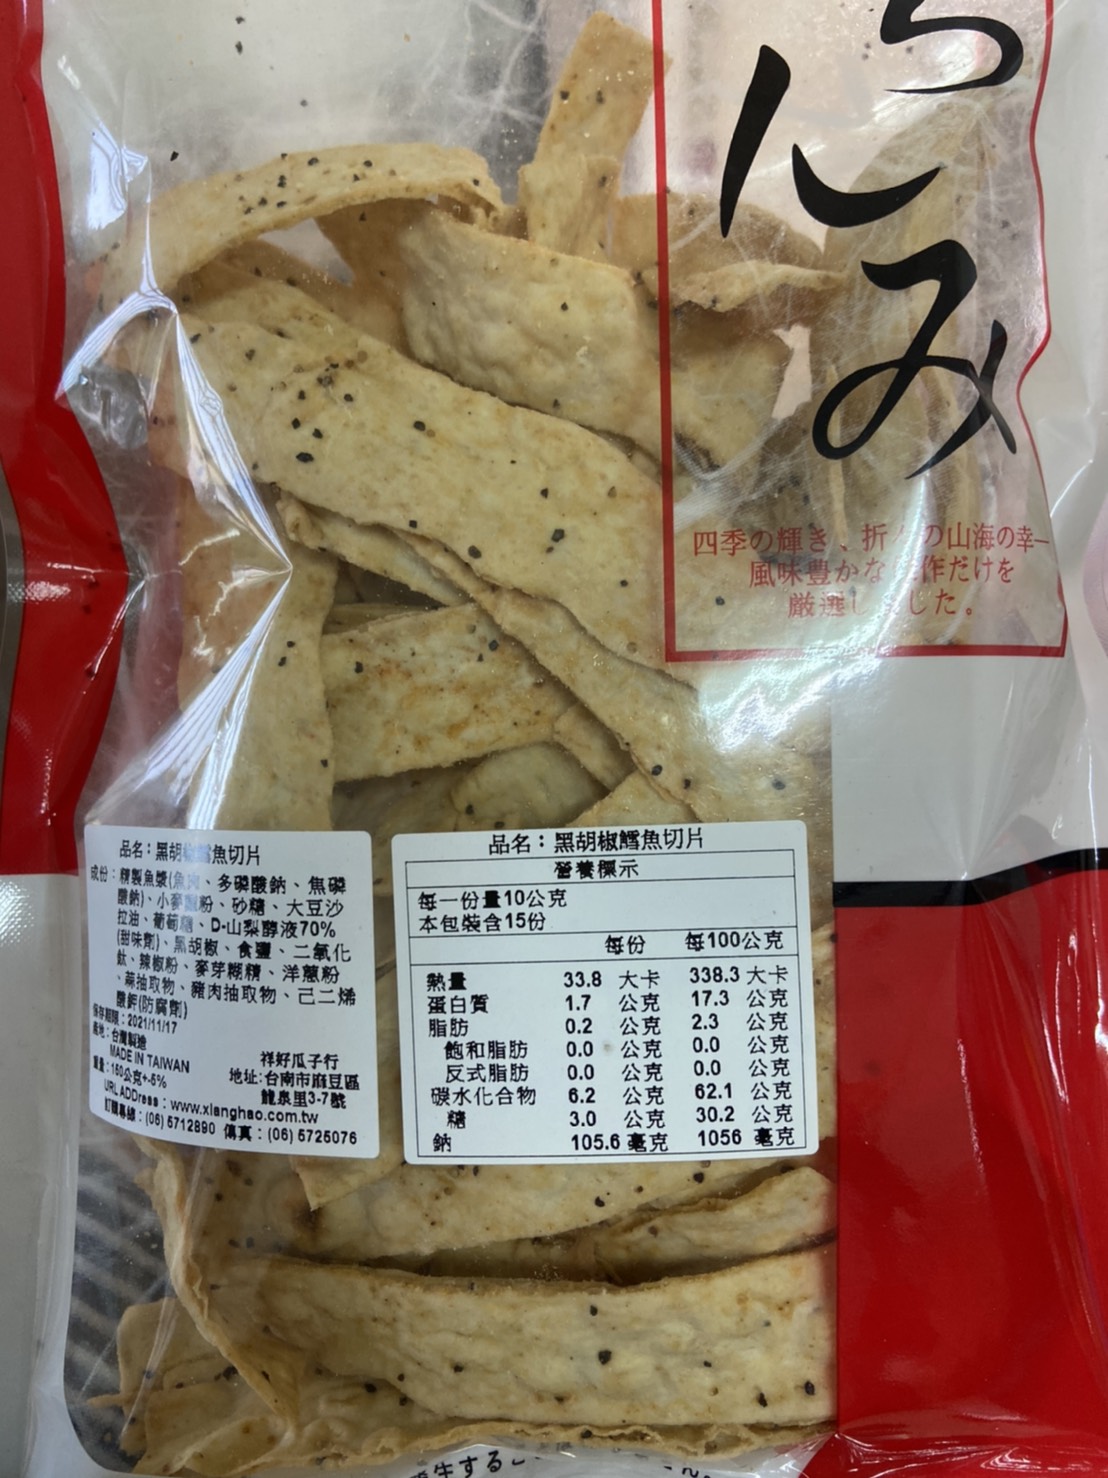 ちにみ
四季の輝き、折々の山海の幸
風味豊かな作だけを
厳選しました。
品名：黑胡椒鱈魚切片
成份：精製魚漿(魚肉、多磷酸鈉、焦磷
酸鈉)、小麥澱粉、砂糖、大豆沙
拉油、葡萄糖、D-山梨醇液70%
(甜味劑)、黑胡椒、食鹽、二氧化
鈦、辣椒粉、麥芽糊精、洋蔥粉
、蒜抽取物、豬肉抽取物、己二烯
酸鉀(防腐劑)
保存期限：2021/11/17
產地：台灣製造
MADE IN TAIWAN
重量：150公克+-5%
祥好瓜子行
地址：台南市麻豆區
龍泉里3-7號
URL ADDress：www.xianghao.com.tw
訂購專線：(06) 5712890 傳真：(06) 5725076
品名：黑胡椒鱈魚切片
營養標示
每一份量10公克
本包裝含15份
每份 每100公克
熱量 33.8 大卡 338.3 大卡
蛋白質 1.7 公克 17.3 公克
脂肪 0.2 公克 2.3 公克
飽和脂肪 0.0 公克 0.0 公克
反式脂肪 0.0 公克 0.0 公克
碳水化合物 6.2 公克 62.1 公克
糖 3.0 公克 30.2 公克
鈉 105.6 毫克 1056 毫克
生する